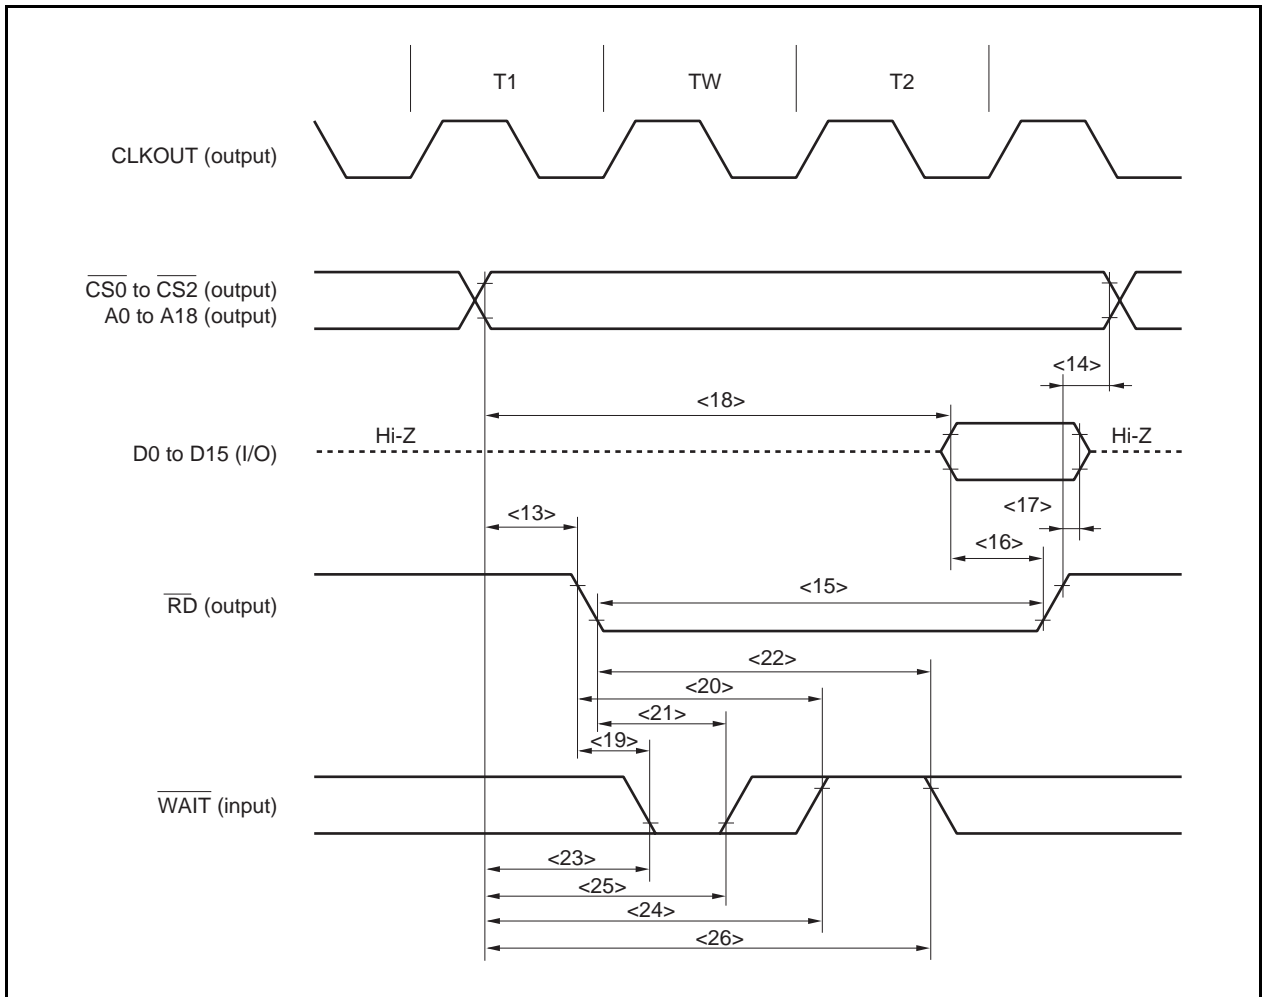 T1 TW T2
CLKOUT (output)
CS0 to CS2 (output)
A0 to A18 (output)
<14>
<18>
Hi-Z Hi-Z
D0 to D15 (I/O)
<17>
<13>
<16>
<15>
RD (output)
<22>
<20>
<21>
<19>
WAIT (input)
<23>
<25>
<24>
<26>